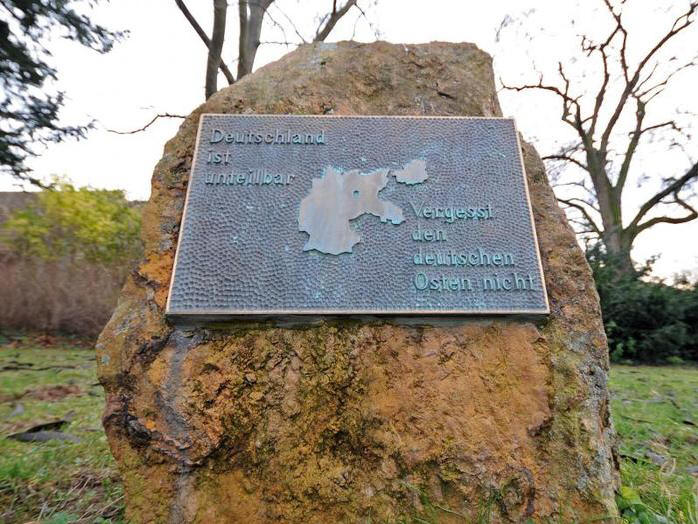 Deutschland
ist
unteilbar
Vergesst
den
deutschen
Osten nicht